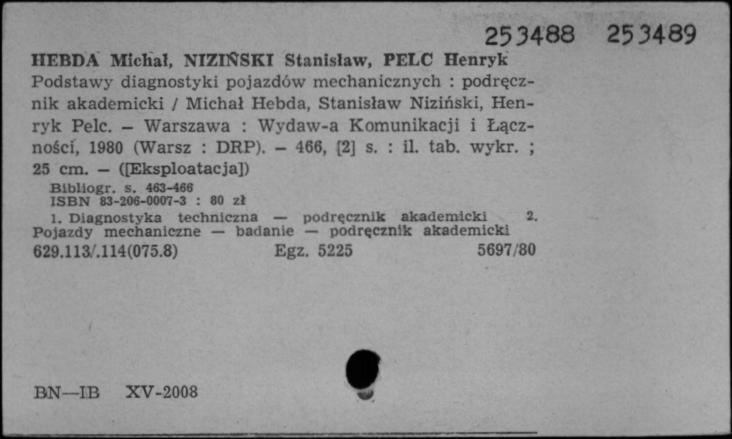 253488 253489
HEBDA Michał, NIZIŃSKI Stanisław, PELC Henryk
Podstawy diagnostyki pojazdów mechanicznych : podręcz-
nik akademicki / Michał Hebda, Stanisław Niziński, Hen-
ryk Pelc. — Warszawa : Wydaw-a Komunikacji i Łącz-
ności, 1980 (Warsz : DRP). — 466, [2] s. : il. tab. wykr. ;
25 cm. — ([Eksploatacja])
Bibliogr. s. 463-466
ISBN 83-206-0007-3 : 80 zł
1. Diagnostyka techniczna — podręcznik akademicki 2.
Pojazdy mechaniczne — badanie — podręcznik akademicki
629.113/.114(075.8) Egz. 5225 5697/80
BN—IB XV-2008